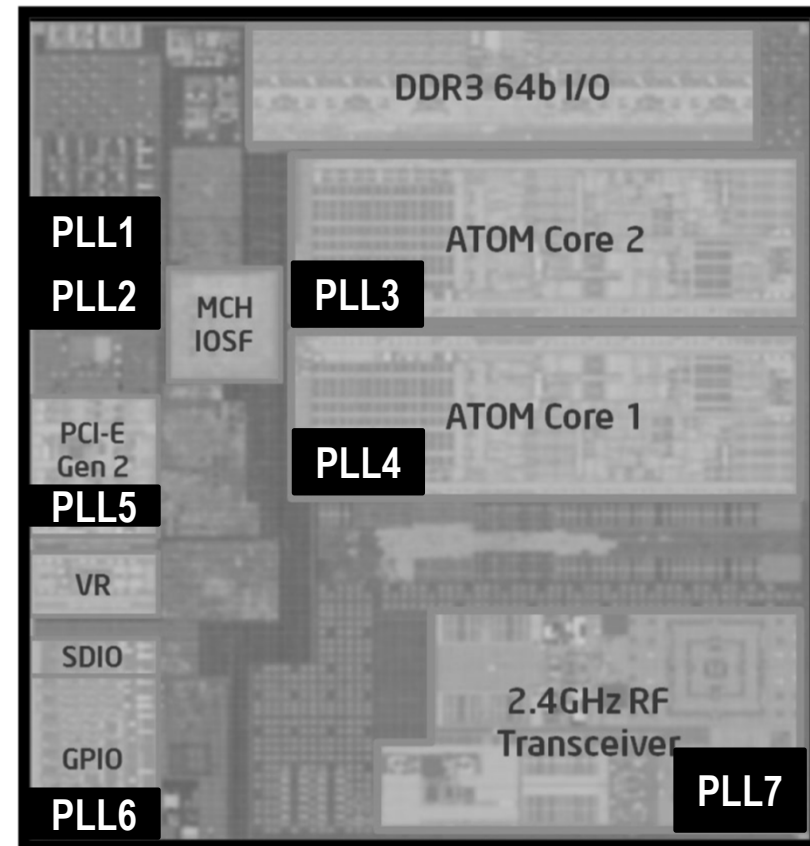 DDR3 64b I/O
PLL1
ATOM Core 2
PLL2
MCH
IOSF
PLL3
ATOM Core 1
PCI-E
Gen 2
PLL4
PLL5
VR
SDIO
2.4GHz RF
Transceiver
GPIO
PLL7
PLL6